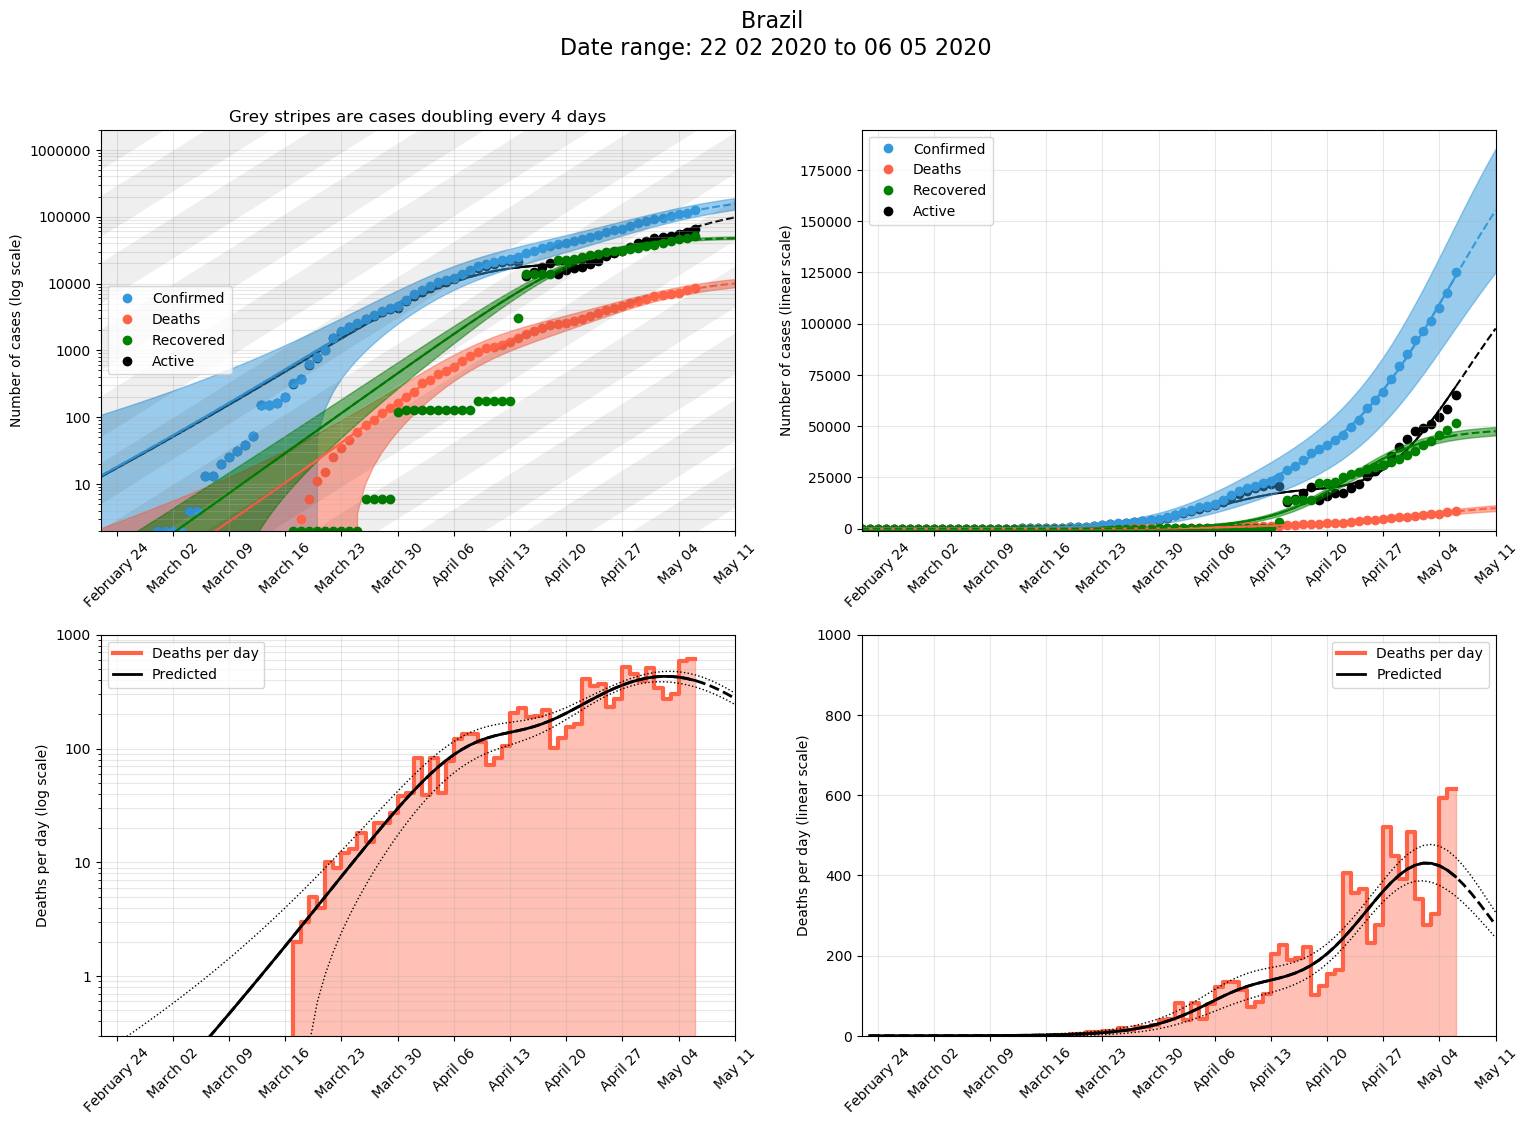 Brazil
Date range: 22 02 2020 to 06 05 2020
Grey stripes are cases doubling every 4 days
Number of cases (log scale)
1000000
100000
10000
1000
100
10
Confirmed
Deaths
Recovered
Active
February 24
March 02
March 09
March 16
March 23
March 30
April 06
April 13
April 20
April 27
May 04
May 11
Number of cases (linear scale)
175000
150000
125000
100000
75000
50000
25000
0
Confirmed
Deaths
Recovered
Active
February 24
March 02
March 09
March 16
March 23
March 30
April 06
April 13
April 20
April 27
May 04
May 11
Deaths per day (log scale)
1000
100
10
1
Deaths per day
Predicted
February 24
March 02
March 09
March 16
March 23
March 30
April 06
April 13
April 20
April 27
May 04
May 11
Deaths per day (linear scale)
1000
800
600
400
200
0
Deaths per day
Predicted
February 24
March 02
March 09
March 16
March 23
March 30
April 06
April 13
April 20
April 27
May 04
May 11